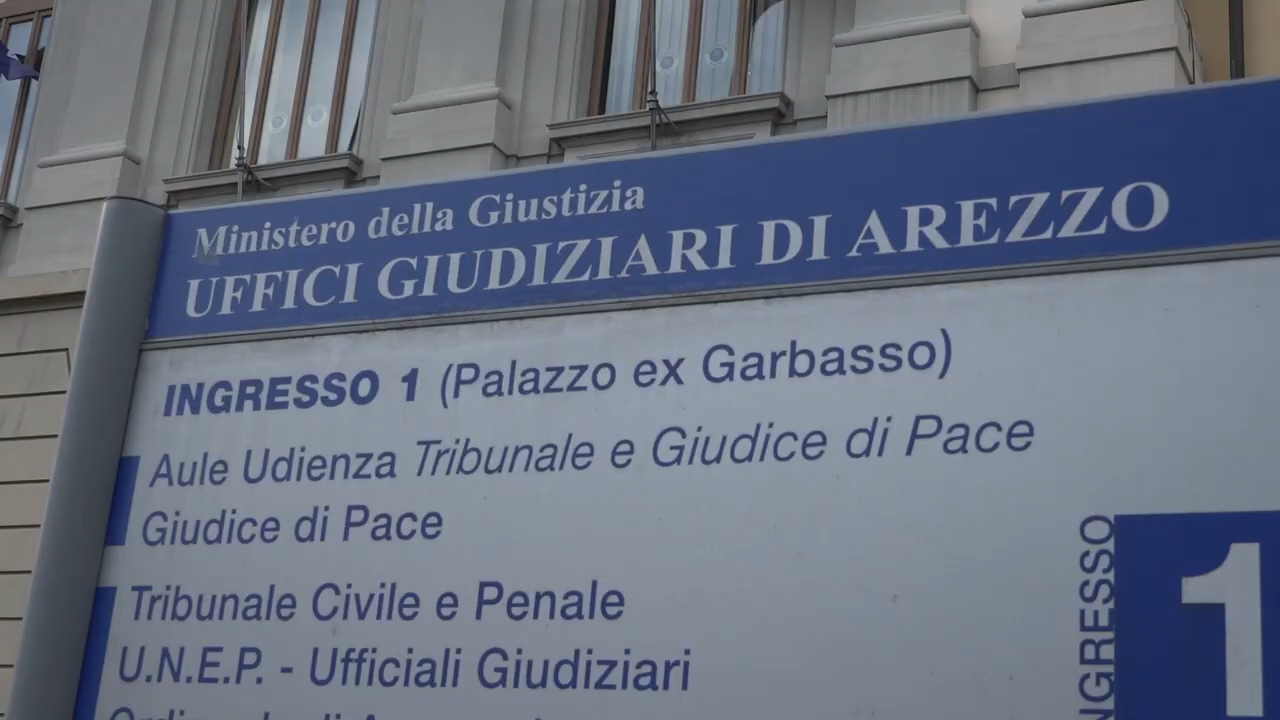 Ministero della Giustizia
UFFICI GIUDIZIARI DI AREZZO
INGRESSO 1 (Palazzo ex Garbasso)
Aule Udienza Tribunale e Giudice di Pace
Giudice di Pace
Tribunale Civile e Penale
U.N.E.P. - Ufficiali Giudiziari
INGRESSO
1